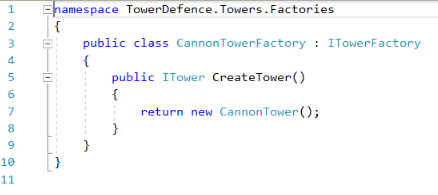 1 namespace TowerDefence.Towers.Factories
2 {
3     public class CannonTowerFactory : ITowerFactory
4     {
5         public ITower CreateTower()
6         {
7             return new CannonTower();
8         }
9     }
10 }
11